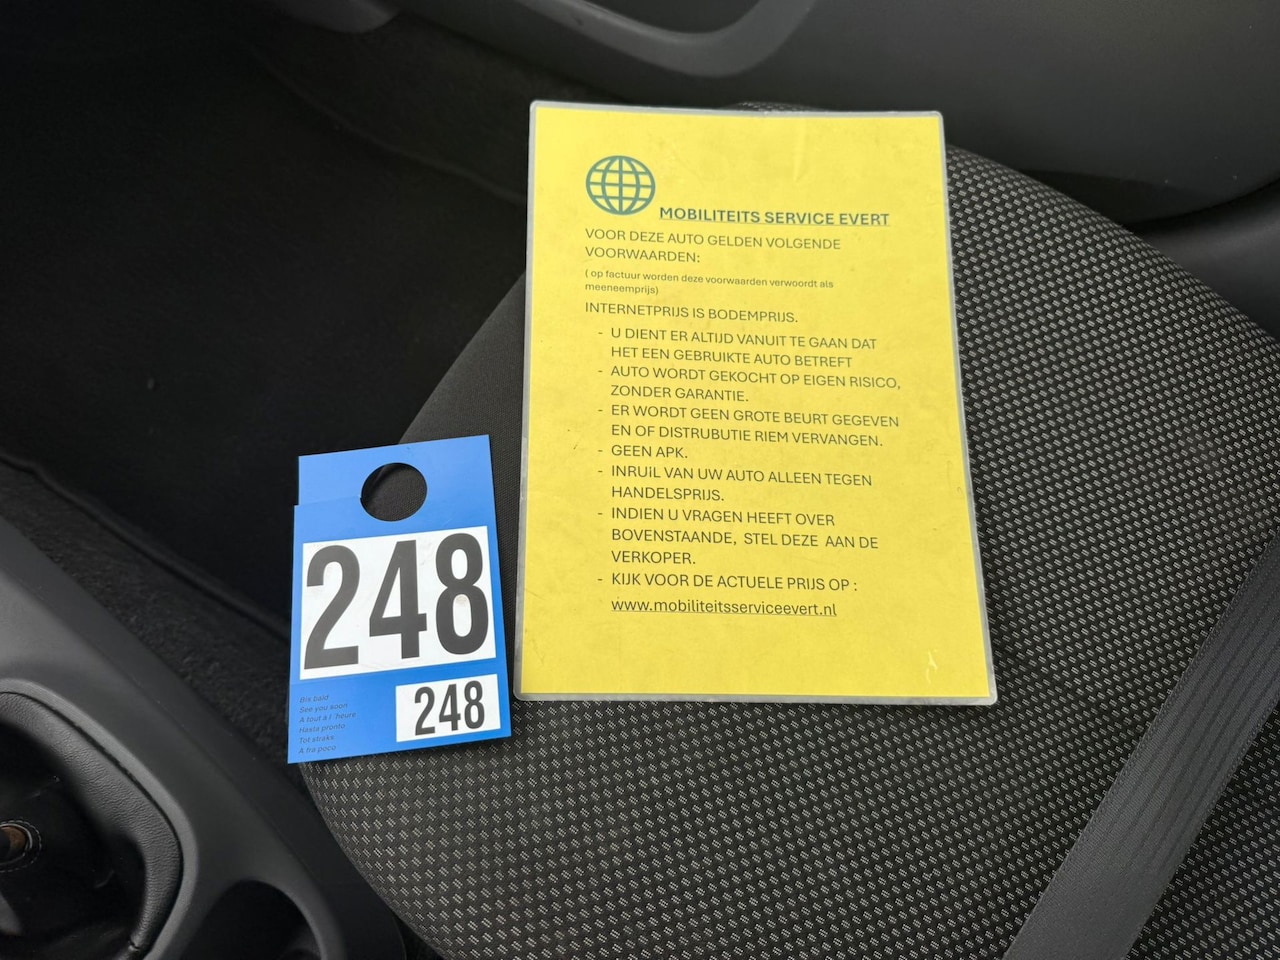 MOBILITEITS SERVICE EVERT
VOOR DEZE AUTO GELDEN VOLGENDE
VOORWAARDEN:
( op factuur worden deze voorwaarden verwoordt als
meeneemprijs)
INTERNETPRIJS IS BODEMPRIJS.
- U DIENT ER ALTIJD VANUIT TE GAAN DAT
HET EEN GEBRUIKTE AUTO BETREFT
- AUTO WORDT GEKOCHT OP EIGEN RISICO,
ZONDER GARANTIE.
- ER WORDT GEEN GROTE BEURT GEGEVEN
EN OF DISTRUBUTIE RIEM VERVANGEN.
- GEEN APK.
- INRUiL VAN UW AUTO ALLEEN TEGEN
HANDELSPRIJS.
- INDIEN U VRAGEN HEEFT OVER
BOVENSTAANDE, STEL DEZE AAN DE
VERKOPER.
- KIJK VOOR DE ACTUELE PRIJS OP :
www.mobiliteitsserviceevert.nl
248
248
Bis bald
See you soon
A tout à l 'heure
Hasta pronto
Tot straks
A fra poco